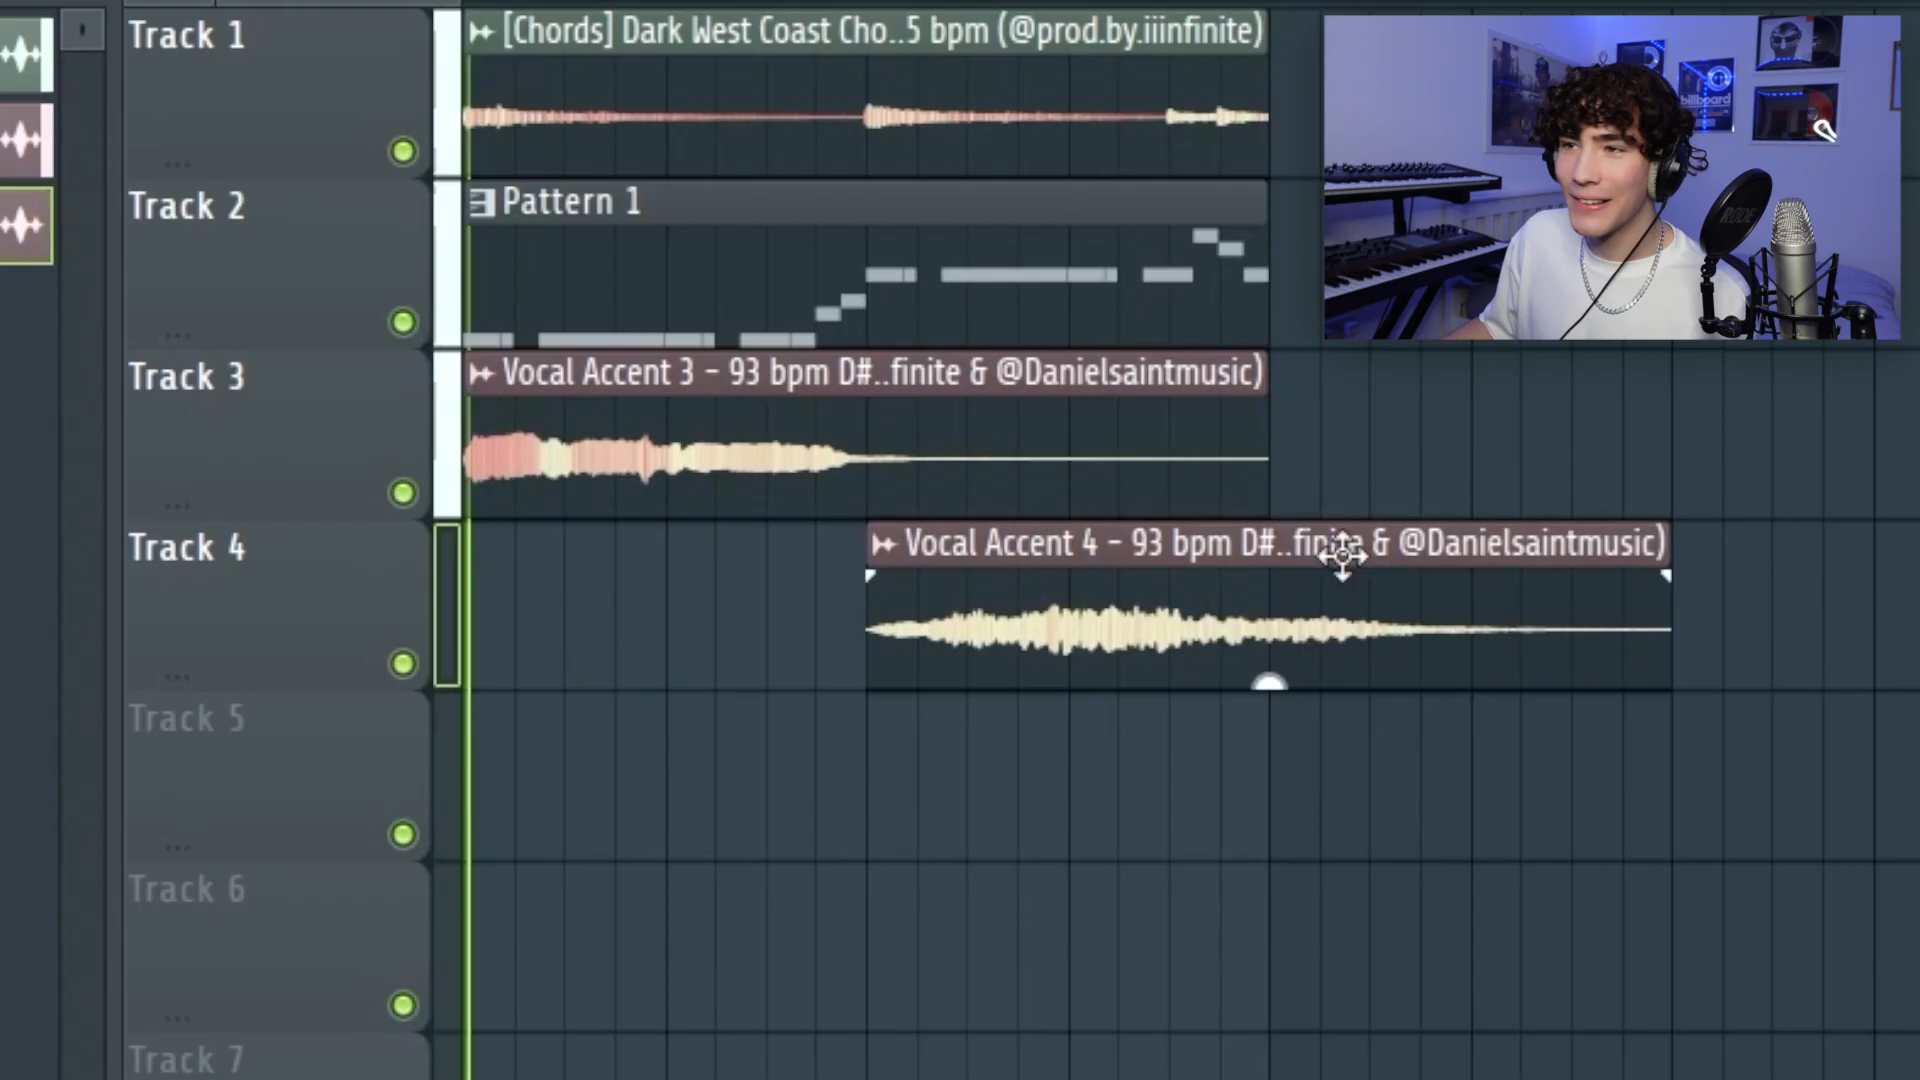 Track 1
[Chords] Dark West Coast Cho..5 bpm (@prod.by.iiinfinite)
billboard
Track 2
Pattern 1
RODE
Track 3
Vocal Accent 3 - 93 bpm D#..finite & @Danielsaintmusic)
Track 4
Vocal Accent 4 - 93 bpm D#..finite & @Danielsaintmusic)
Track 5
Track 6
Track 7